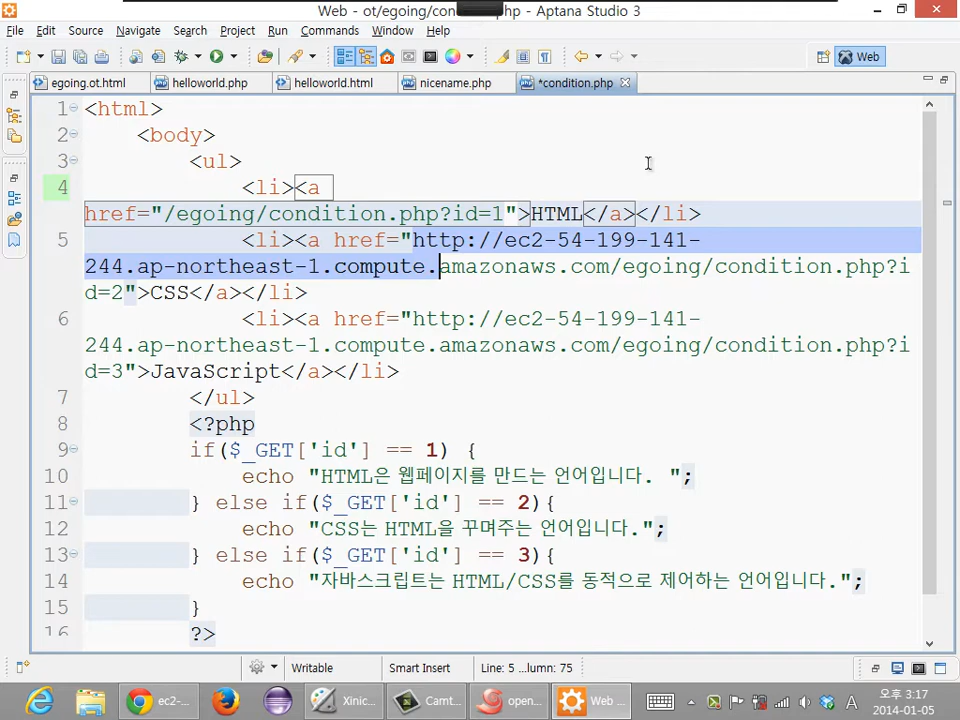 Web - ot/egoing/con .php - Aptana Studio 3
File Edit Source Navigate Search Project Run Commands Window Help
Web
egoing.ot.html helloworld.php helloworld.html nicename.php *condition.php
1 <html>
2 <body>
3 <ul>
4 <li><a
href="/egoing/condition.php?id=1">HTML</a></li>
5 <li><a href="http://ec2-54-199-141-
244.ap-northeast-1.compute.amazonaws.com/egoing/condition.php?i
d=2">CSS</a></li>
6 <li><a href="http://ec2-54-199-141-
244.ap-northeast-1.compute.amazonaws.com/egoing/condition.php?i
d=3">JavaScript</a></li>
7 </ul>
8 <?php
9 if($_GET['id'] == 1) {
10 echo "HTML은 웹페이지를 만드는 언어입니다. ";
11 } else if($_GET['id'] == 2){
12 echo "CSS는 HTML을 꾸며주는 언어입니다.";
13 } else if($_GET['id'] == 3){
14 echo "자바스크립트는 HTML/CSS를 동적으로 제어하는 언어입니다.";
15 }
16 ?>
Writable Smart Insert Line: 5 ...lumn: 75
ec2-... Xinic... Camt... open... Web ... A 오후 3:17
2014-01-05